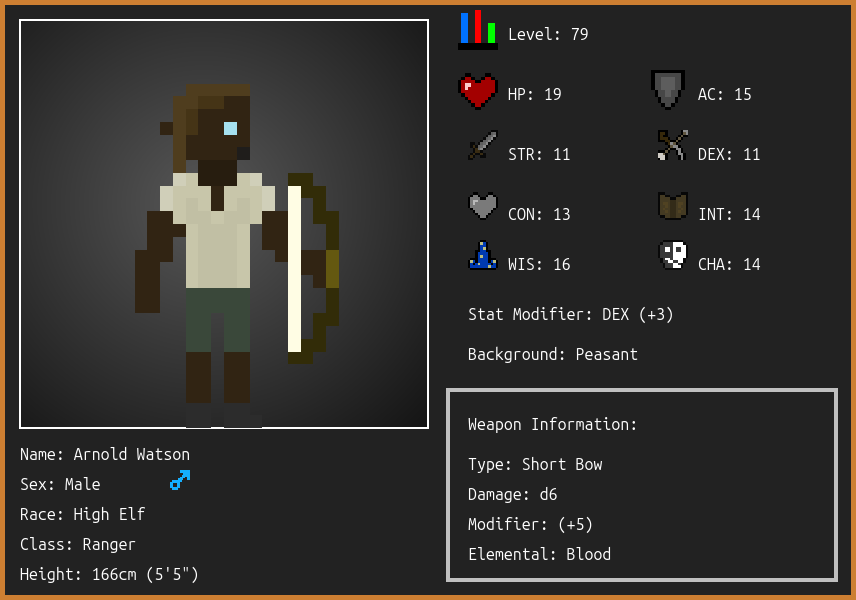 Level: 79
HP: 19
AC: 15
STR: 11
DEX: 11
CON: 13
INT: 14
WIS: 16
CHA: 14
Stat Modifier: DEX (+3)
Background: Peasant
Weapon Information:
Type: Short Bow
Damage: d6
Modifier: (+5)
Elemental: Blood
Name: Arnold Watson
Sex: Male
Race: High Elf
Class: Ranger
Height: 166cm (5'5")